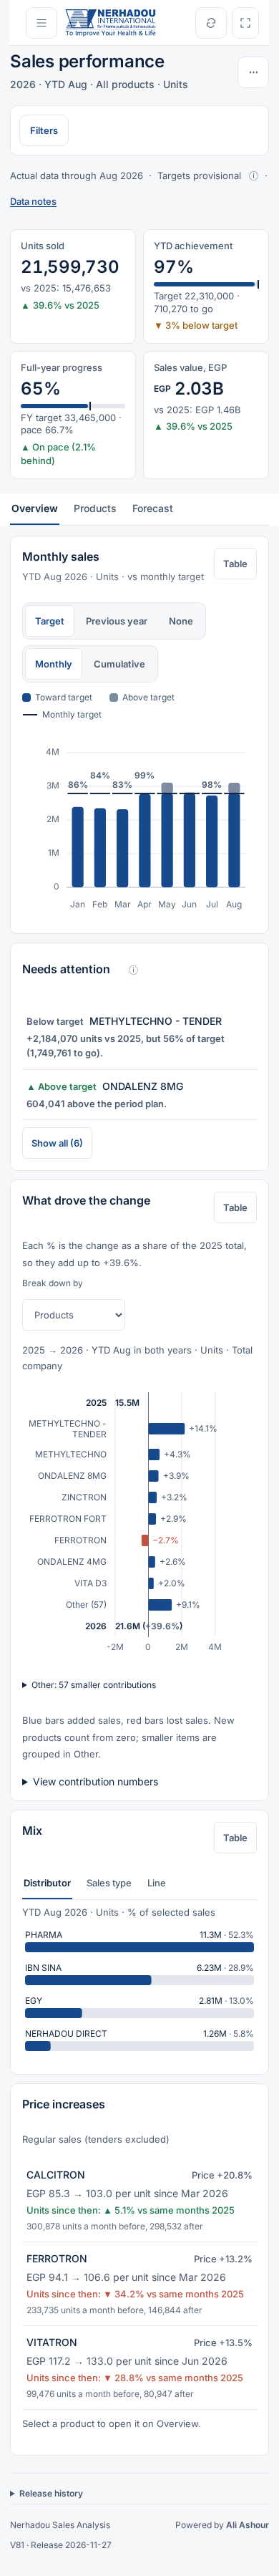 NERHADOU
INTERNATIONAL
To Improve Your Health & Life
Sales performance
2026 · YTD Aug · All products · Units
Filters
Actual data through Aug 2026 · Targets provisional ⓘ ·
Data notes
Units sold
21,599,730
vs 2025: 15,476,653
▲ 39.6% vs 2025
YTD achievement
97%
Target 22,310,000 ·
710,270 to go
▼ 3% below target
Full-year progress
65%
FY target 33,465,000 ·
pace 66.7%
▲ On pace (2.1%
behind)
Sales value, EGP
EGP 2.03B
vs 2025: EGP 1.46B
▲ 39.6% vs 2025
Overview Products Forecast
Monthly sales
Table
YTD Aug 2026 · Units · vs monthly target
Target Previous year None
Monthly Cumulative
Toward target Above target
Monthly target
4M
3M
2M
1M
0
86% 84% 83% 99% 98%
Jan Feb Mar Apr May Jun Jul Aug
Needs attention ⓘ
Below target METHYLTECHNO - TENDER
+2,184,070 units vs 2025, but 56% of target
(1,749,761 to go).
▲ Above target ONDALENZ 8MG
604,041 above the period plan.
Show all (6)
What drove the change
Table
Each % is the change as a share of the 2025 total,
so they add up to +39.6%.
Break down by
Products
2025 → 2026 · YTD Aug in both years · Units · Total
company
2025 15.5M
METHYLTECHNO -
TENDER +14.1%
METHYLTECHNO +4.3%
ONDALENZ 8MG +3.9%
ZINCTRON +3.2%
FERROTRON FORT +2.9%
FERROTRON −2.7%
ONDALENZ 4MG +2.6%
VITA D3 +2.0%
Other (57) +9.1%
2026 21.6M (+39.6%)
-2M 0 2M 4M
▶ Other: 57 smaller contributions
Blue bars added sales, red bars lost sales. New
products count from zero; smaller items are
grouped in Other.
▶ View contribution numbers
Mix
Table
Distributor Sales type Line
YTD Aug 2026 · Units · % of selected sales
PHARMA 11.3M · 52.3%
IBN SINA 6.23M · 28.9%
EGY 2.81M · 13.0%
NERHADOU DIRECT 1.26M · 5.8%
Price increases
Regular sales (tenders excluded)
CALCITRON Price +20.8%
EGP 85.3 → 103.0 per unit since Mar 2026
Units since then: ▲ 5.1% vs same months 2025
300,878 units a month before, 298,532 after
FERROTRON Price +13.2%
EGP 94.1 → 106.6 per unit since Mar 2026
Units since then: ▼ 34.2% vs same months 2025
233,735 units a month before, 146,844 after
VITATRON Price +13.5%
EGP 117.2 → 133.0 per unit since Jun 2026
Units since then: ▼ 28.8% vs same months 2025
99,476 units a month before, 80,947 after
Select a product to open it on Overview.
▶ Release history
Nerhadou Sales Analysis Powered by Ali Ashour
V81 · Release 2026-11-27